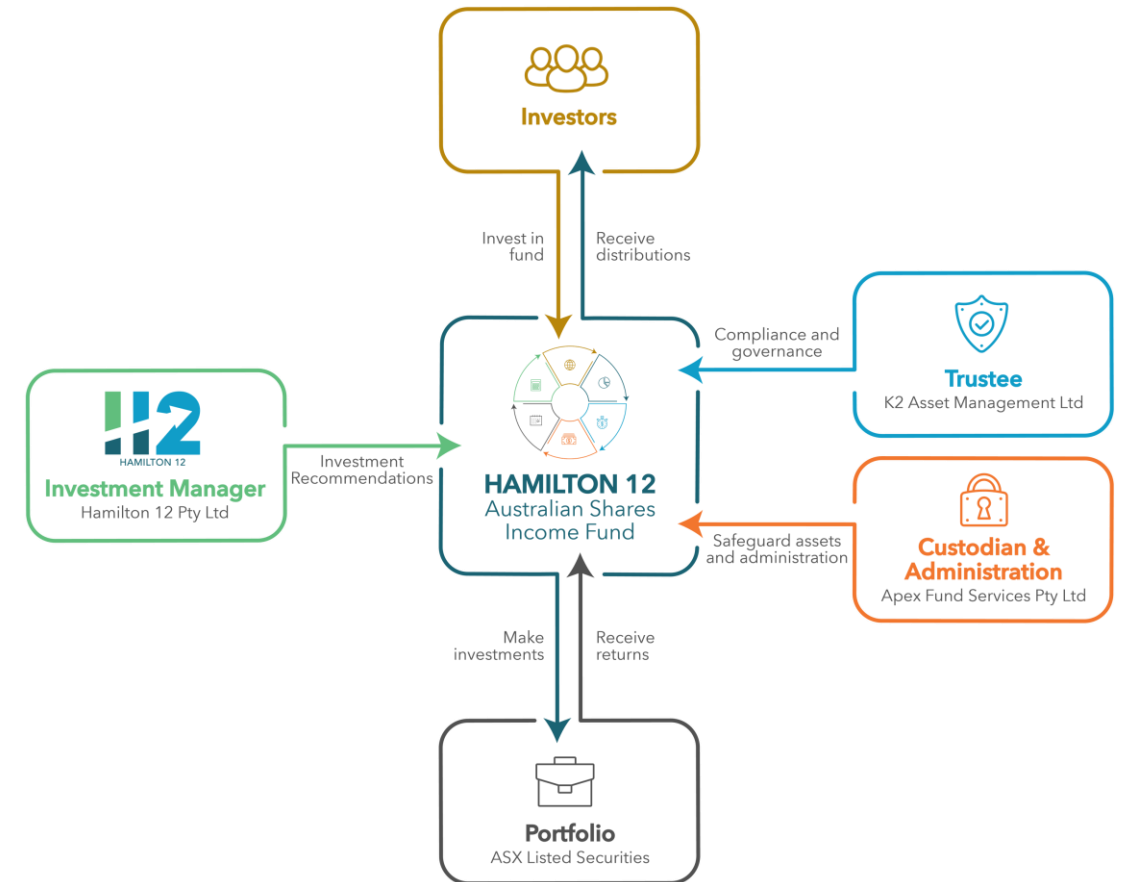 Investors
Invest in
fund
Receive
distributions
Compliance and
governance
Trustee
K2 Asset Management Ltd
H2
HAMILTON 12
Investment Manager
Hamilton 12 Pty Ltd
Investment
Recommendations
HAMILTON 12
Australian Shares
Income Fund
Safeguard assets
and administration
Custodian &
Administration
Apex Fund Services Pty Ltd
Make
investments
Receive
returns
Portfolio
ASX Listed Securities